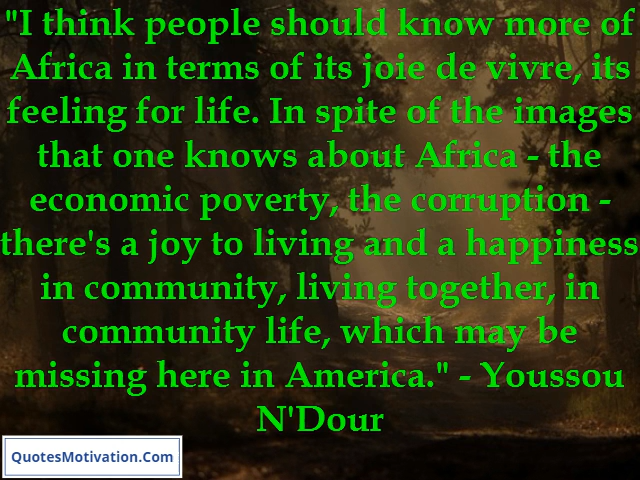 "I think people should know more of
Africa in terms of its joie de vivre, its
feeling for life. In spite of the images
that one knows about Africa - the
economic poverty, the corruption -
there's a joy to living and a happiness
in community, living together, in
community life, which may be
missing here in America." - Youssou
N'Dour
QuotesMotivation.Com